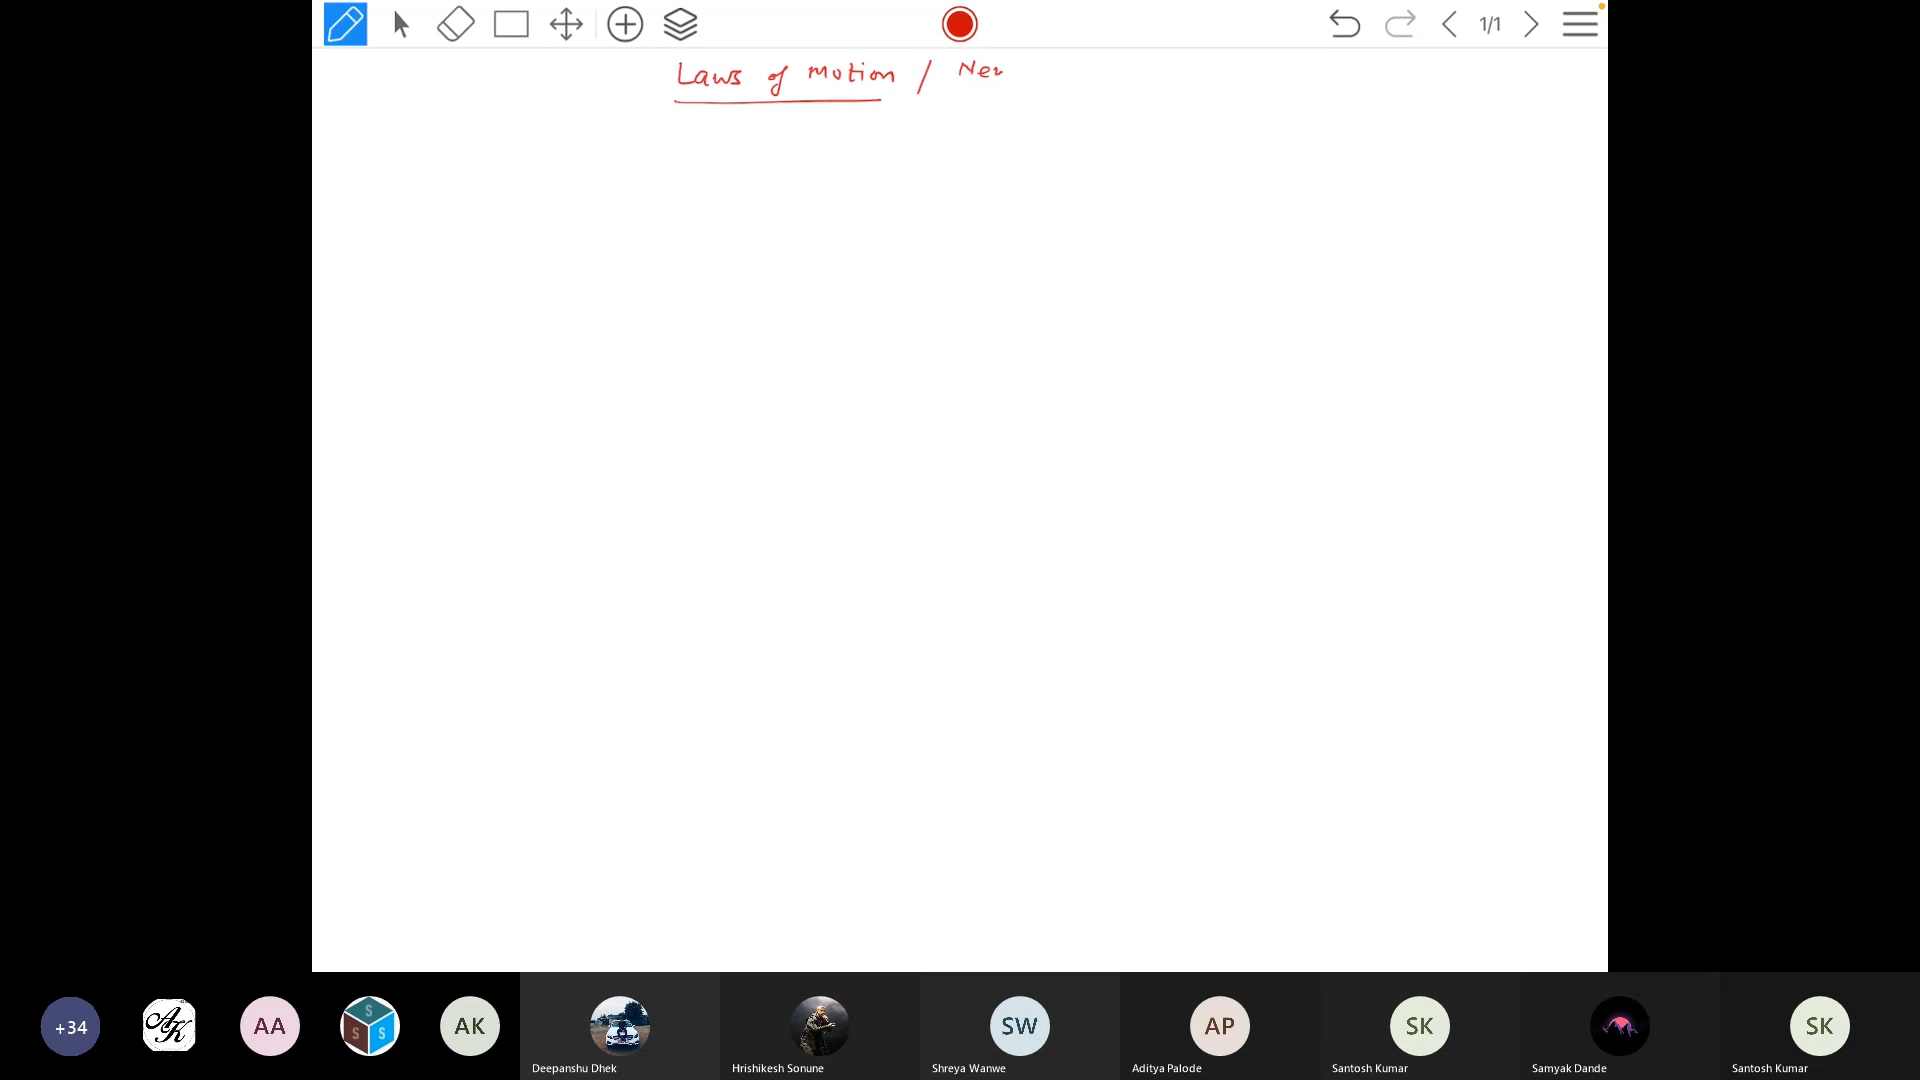 1/1
Laws of Motion / New
+34
AK
AA
S
S S
AK
SW
AP
SK
SK
Deepanshu Dhek
Hrishikesh Sonune
Shreya Wanwe
Aditya Palode
Santosh Kumar
Samyak Dande
Santosh Kumar